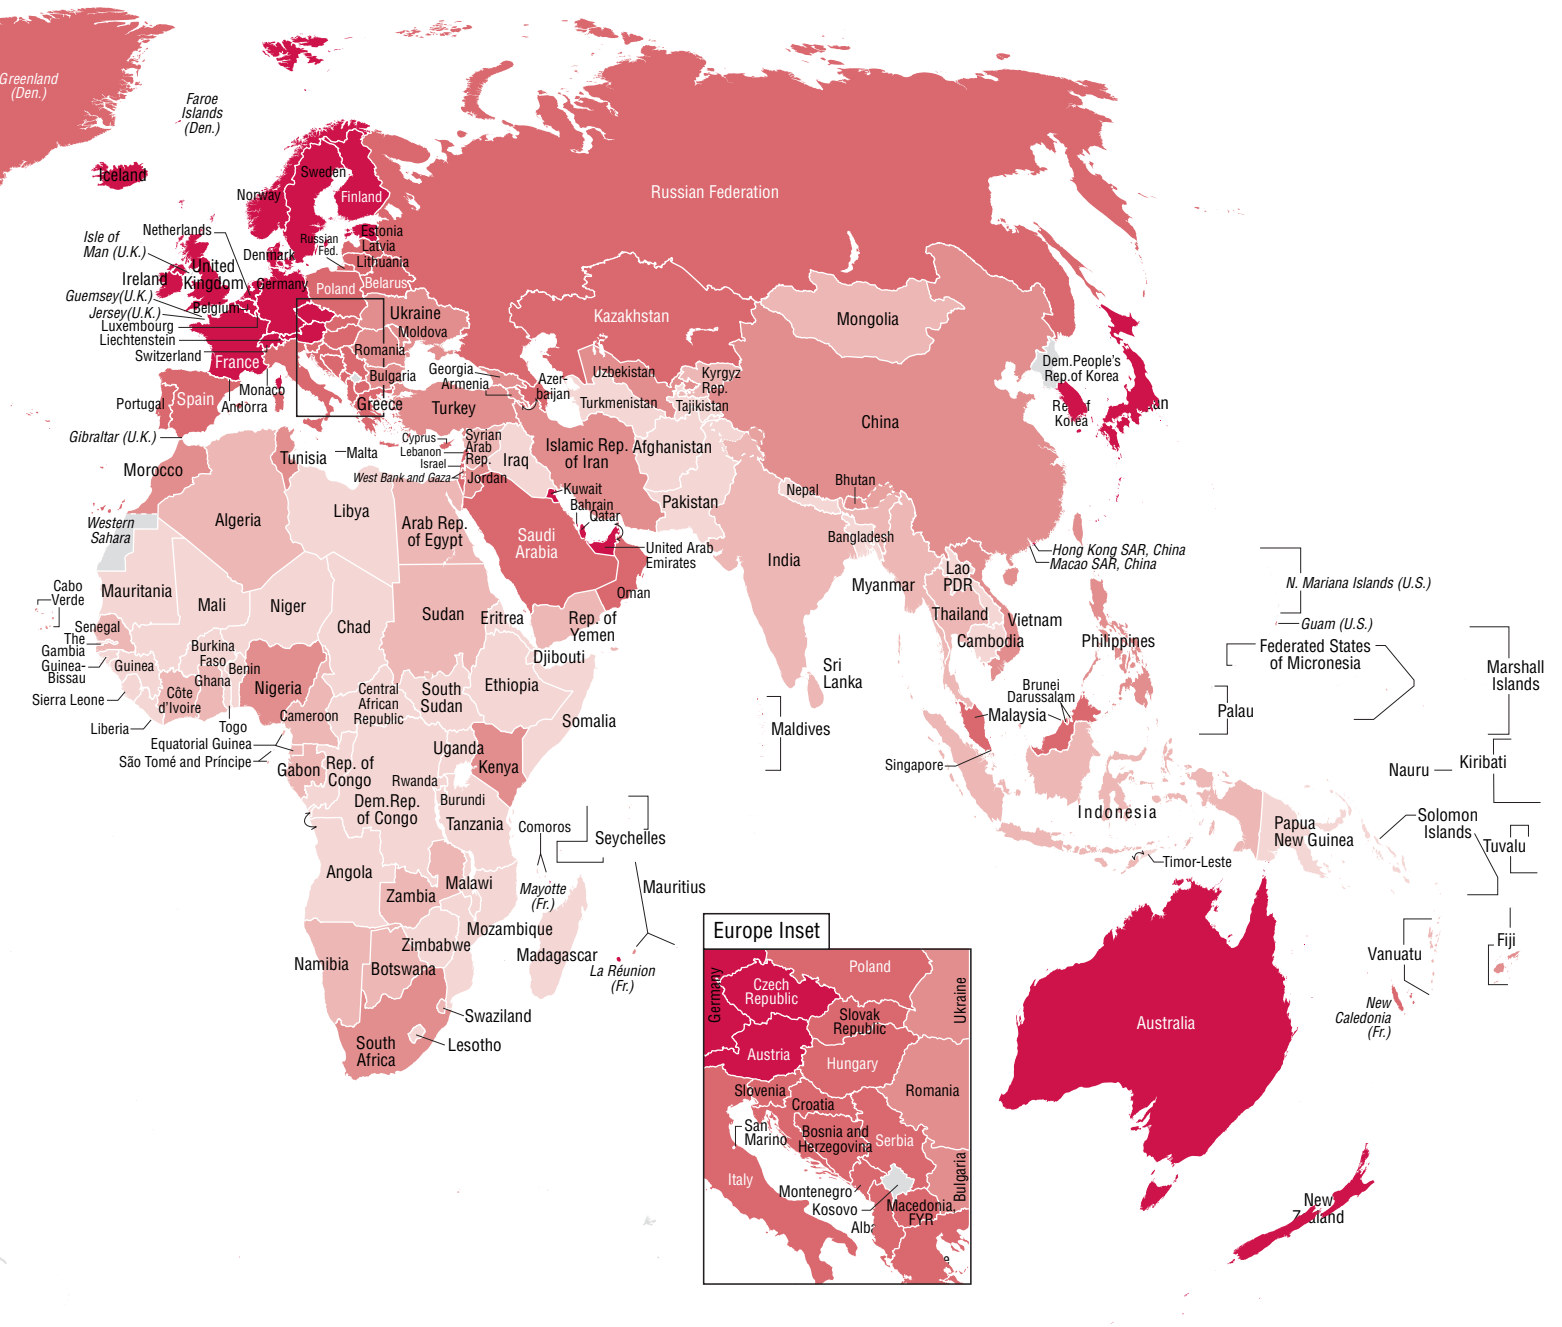 Greenland
(Den.)
Faroe
Islands
(Den.)
Iceland
Norway
Sweden
Finland
Russian Federation
Netherlands
Isle of
Man (U.K.)
Denmark
Russian
Fed.
Estonia
Latvia
Lithuania
Ireland
United
Kingdom
Germany
Poland
Belarus
Guernsey(U.K.)
Jersey(U.K.)
Belgium
Luxembourg
Liechtenstein
Switzerland
France
Ukraine
Moldova
Romania
Bulgaria
Kazakhstan
Mongolia
Dem.People's
Rep.of Korea
Monaco
Andorra
Portugal
Spain
Greece
Georgia
Armenia
Azer-
baijan
Turkey
Uzbekistan
Turkmenistan
Kyrgyz
Rep.
Tajikistan
China
Korea
Gibraltar (U.K.)
Morocco
Tunisia
Malta
Cyprus
Lebanon
Israel
West Bank and Gaza
Syrian
Arab
Rep.
Jordan
Iraq
Islamic Rep.
of Iran
Afghanistan
Pakistan
Kuwait
Bahrain
Qatar
Nepal
Bhutan
Bangladesh
India
Myanmar
Western
Sahara
Algeria
Libya
Arab Rep.
of Egypt
Saudi
Arabia
United Arab
Emirates
Oman
Rep. of
Yemen
Hong Kong SAR, China
Macao SAR, China
Lao
PDR
Thailand
Vietnam
Cambodia
Philippines
N. Mariana Islands (U.S.)
Guam (U.S.)
Federated States
of Micronesia
Marshall
Islands
Palau
Cabo
Verde
Mauritania
Mali
Niger
Chad
Sudan
Eritrea
Djibouti
Senegal
The
Gambia
Guinea-
Bissau
Guinea
Burkina
Faso
Benin
Ghana
Côte
d'Ivoire
Nigeria
Sierra Leone
Liberia
Togo
Cameroon
Central
African
Republic
South
Sudan
Ethiopia
Somalia
Equatorial Guinea
São Tomé and Príncipe
Gabon
Rep. of
Congo
Uganda
Kenya
Rwanda
Burundi
Dem.Rep.
of Congo
Tanzania
Sri
Lanka
Maldives
Brunei
Darussalam
Malaysia
Singapore
Indonesia
Nauru
Kiribati
Solomon
Islands
Tuvalu
Papua
New Guinea
Timor-Leste
Comoros
Seychelles
Mayotte
(Fr.)
Mauritius
Angola
Zambia
Malawi
Mozambique
Zimbabwe
Madagascar
La Réunion
(Fr.)
Namibia
Botswana
Swaziland
Lesotho
South
Africa
Vanuatu
Fiji
New
Caledonia
(Fr.)
Australia
New
Europe Inset
Germany
Poland
Czech
Republic
Ukraine
Slovak
Republic
Austria
Hungary
Romania
Slovenia
Croatia
San
Marino
Bosnia and
Herzegovina
Serbia
Italy
Montenegro
Kosovo
Bulgaria
Macedonia,
FYR